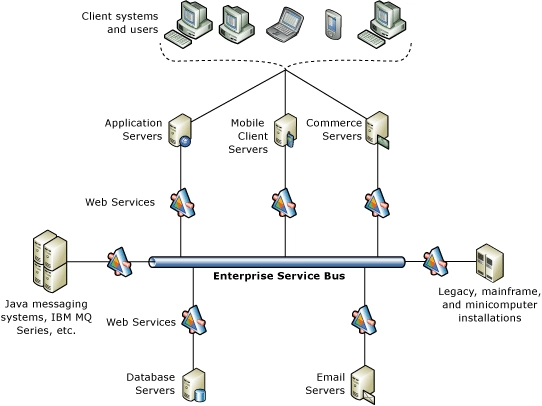 Client systems
and users
Application
Servers
Mobile
Client
Servers
Commerce
Servers
Web Services
Enterprise Service Bus
Java messaging
systems, IBM MQ
Series, etc.
Legacy, mainframe,
and minicomputer
installations
Web Services
Database
Servers
Email
Servers